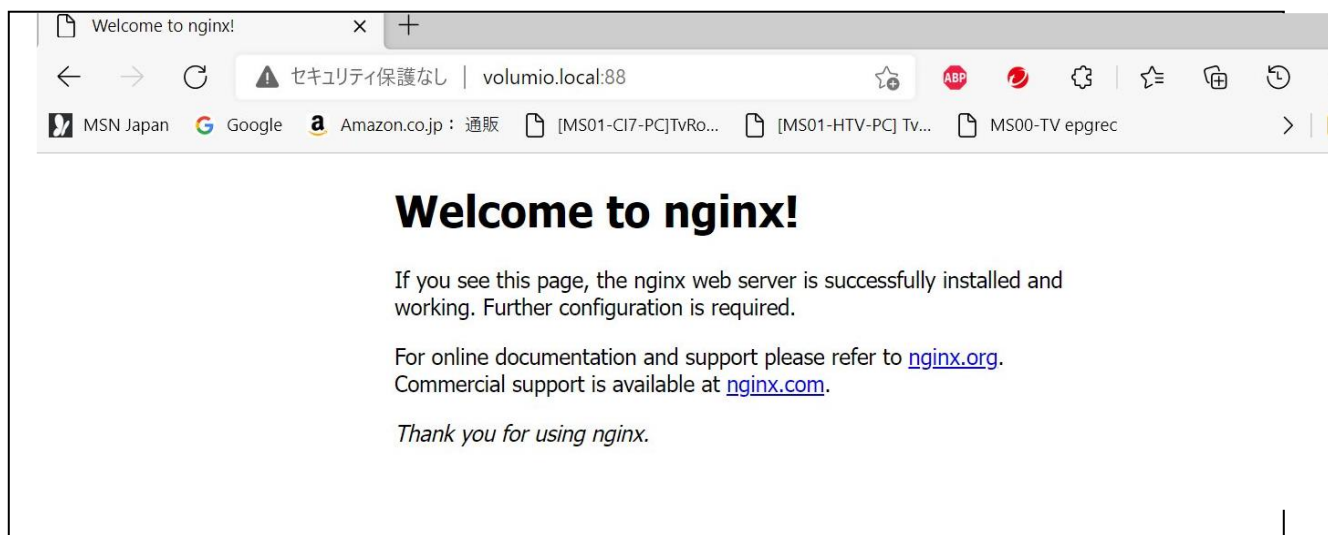 Welcome to nginx!
セキュリティ保護なし | volumio.local:88
ABP
MSN Japan Google Amazon.co.jp：通販 [MS01-CI7-PC]TvRo... [MS01-HTV-PC] Tv... MS00-TV epgrec
Welcome to nginx!
If you see this page, the nginx web server is successfully installed and
working. Further configuration is required.
For online documentation and support please refer to nginx.org.
Commercial support is available at nginx.com.
Thank you for using nginx.